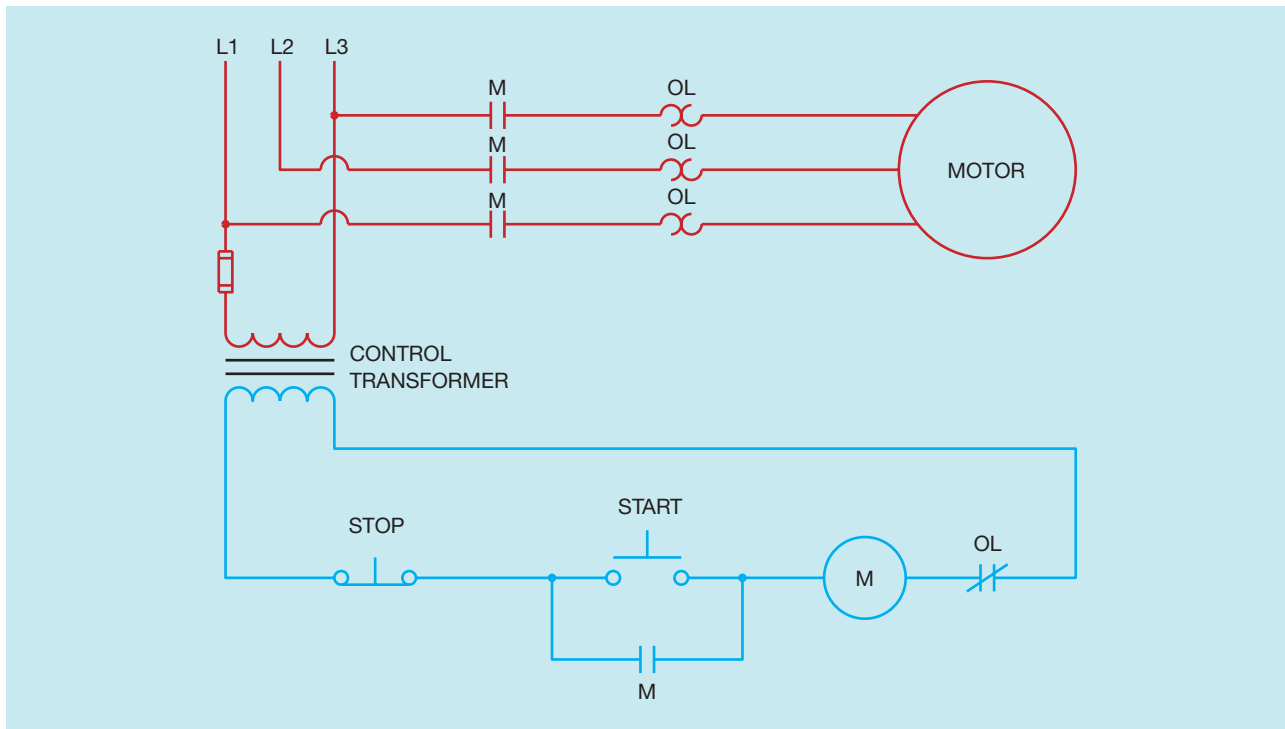 L1 L2 L3
M OL
M OL
MOTOR
M OL
CONTROL
TRANSFORMER
START
STOP
OL
M
M